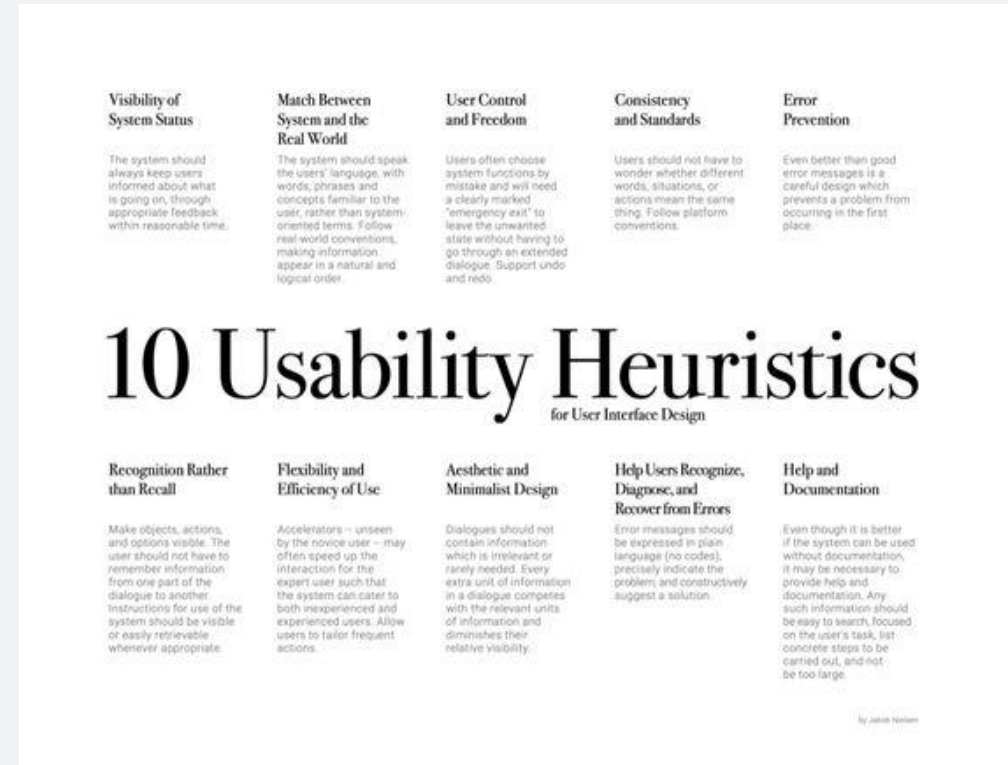 Visibility of
System Status
The system should
always keep users
informed about what
is going on, through
appropriate feedback
within reasonable time.
Match Between
System and the
Real World
The system should speak
the users' language, with
words, phrases and
concepts familiar to the
user, rather than system-
oriented terms. Follow
real-world conventions,
making information
appear in a natural and
logical order.
User Control
and Freedom
Users often choose
system functions by
mistake and will need
a clearly marked
"emergency exit" to
leave the unwanted
state without having to
go through an extended
dialogue. Support undo
and redo.
Consistency
and Standards
Users should not have to
wonder whether different
words, situations, or
actions mean the same
thing. Follow platform
conventions.
Error
Prevention
Even better than good
error messages is a
careful design which
prevents a problem from
occurring in the first
place.
10 Usability Heuristics
for User Interface Design
Recognition Rather
than Recall
Make objects, actions,
and options visible. The
user should not have to
remember information
from one part of the
dialogue to another.
Instructions for use of the
system should be visible
or easily retrievable
whenever appropriate.
Flexibility and
Efficiency of Use
Accelerators – unseen
by the novice user – may
often speed up the
interaction for the
expert user such that
the system can cater to
both inexperienced and
experienced users. Allow
users to tailor frequent
actions.
Aesthetic and
Minimalist Design
Dialogues should not
contain information
which is irrelevant or
rarely needed. Every
extra unit of information
in a dialogue competes
with the relevant units
of information and
diminishes their
relative visibility.
Help Users Recognize,
Diagnose, and
Recover from Errors
Error messages should
be expressed in plain
language (no codes),
precisely indicate the
problem, and constructively
suggest a solution.
Help and
Documentation
Even though it is better
if the system can be used
without documentation,
it may be necessary to
provide help and
documentation. Any
such information should
be easy to search, focused
on the user's task, list
concrete steps to be
carried out, and not
be too large.
by Jakob Nielsen